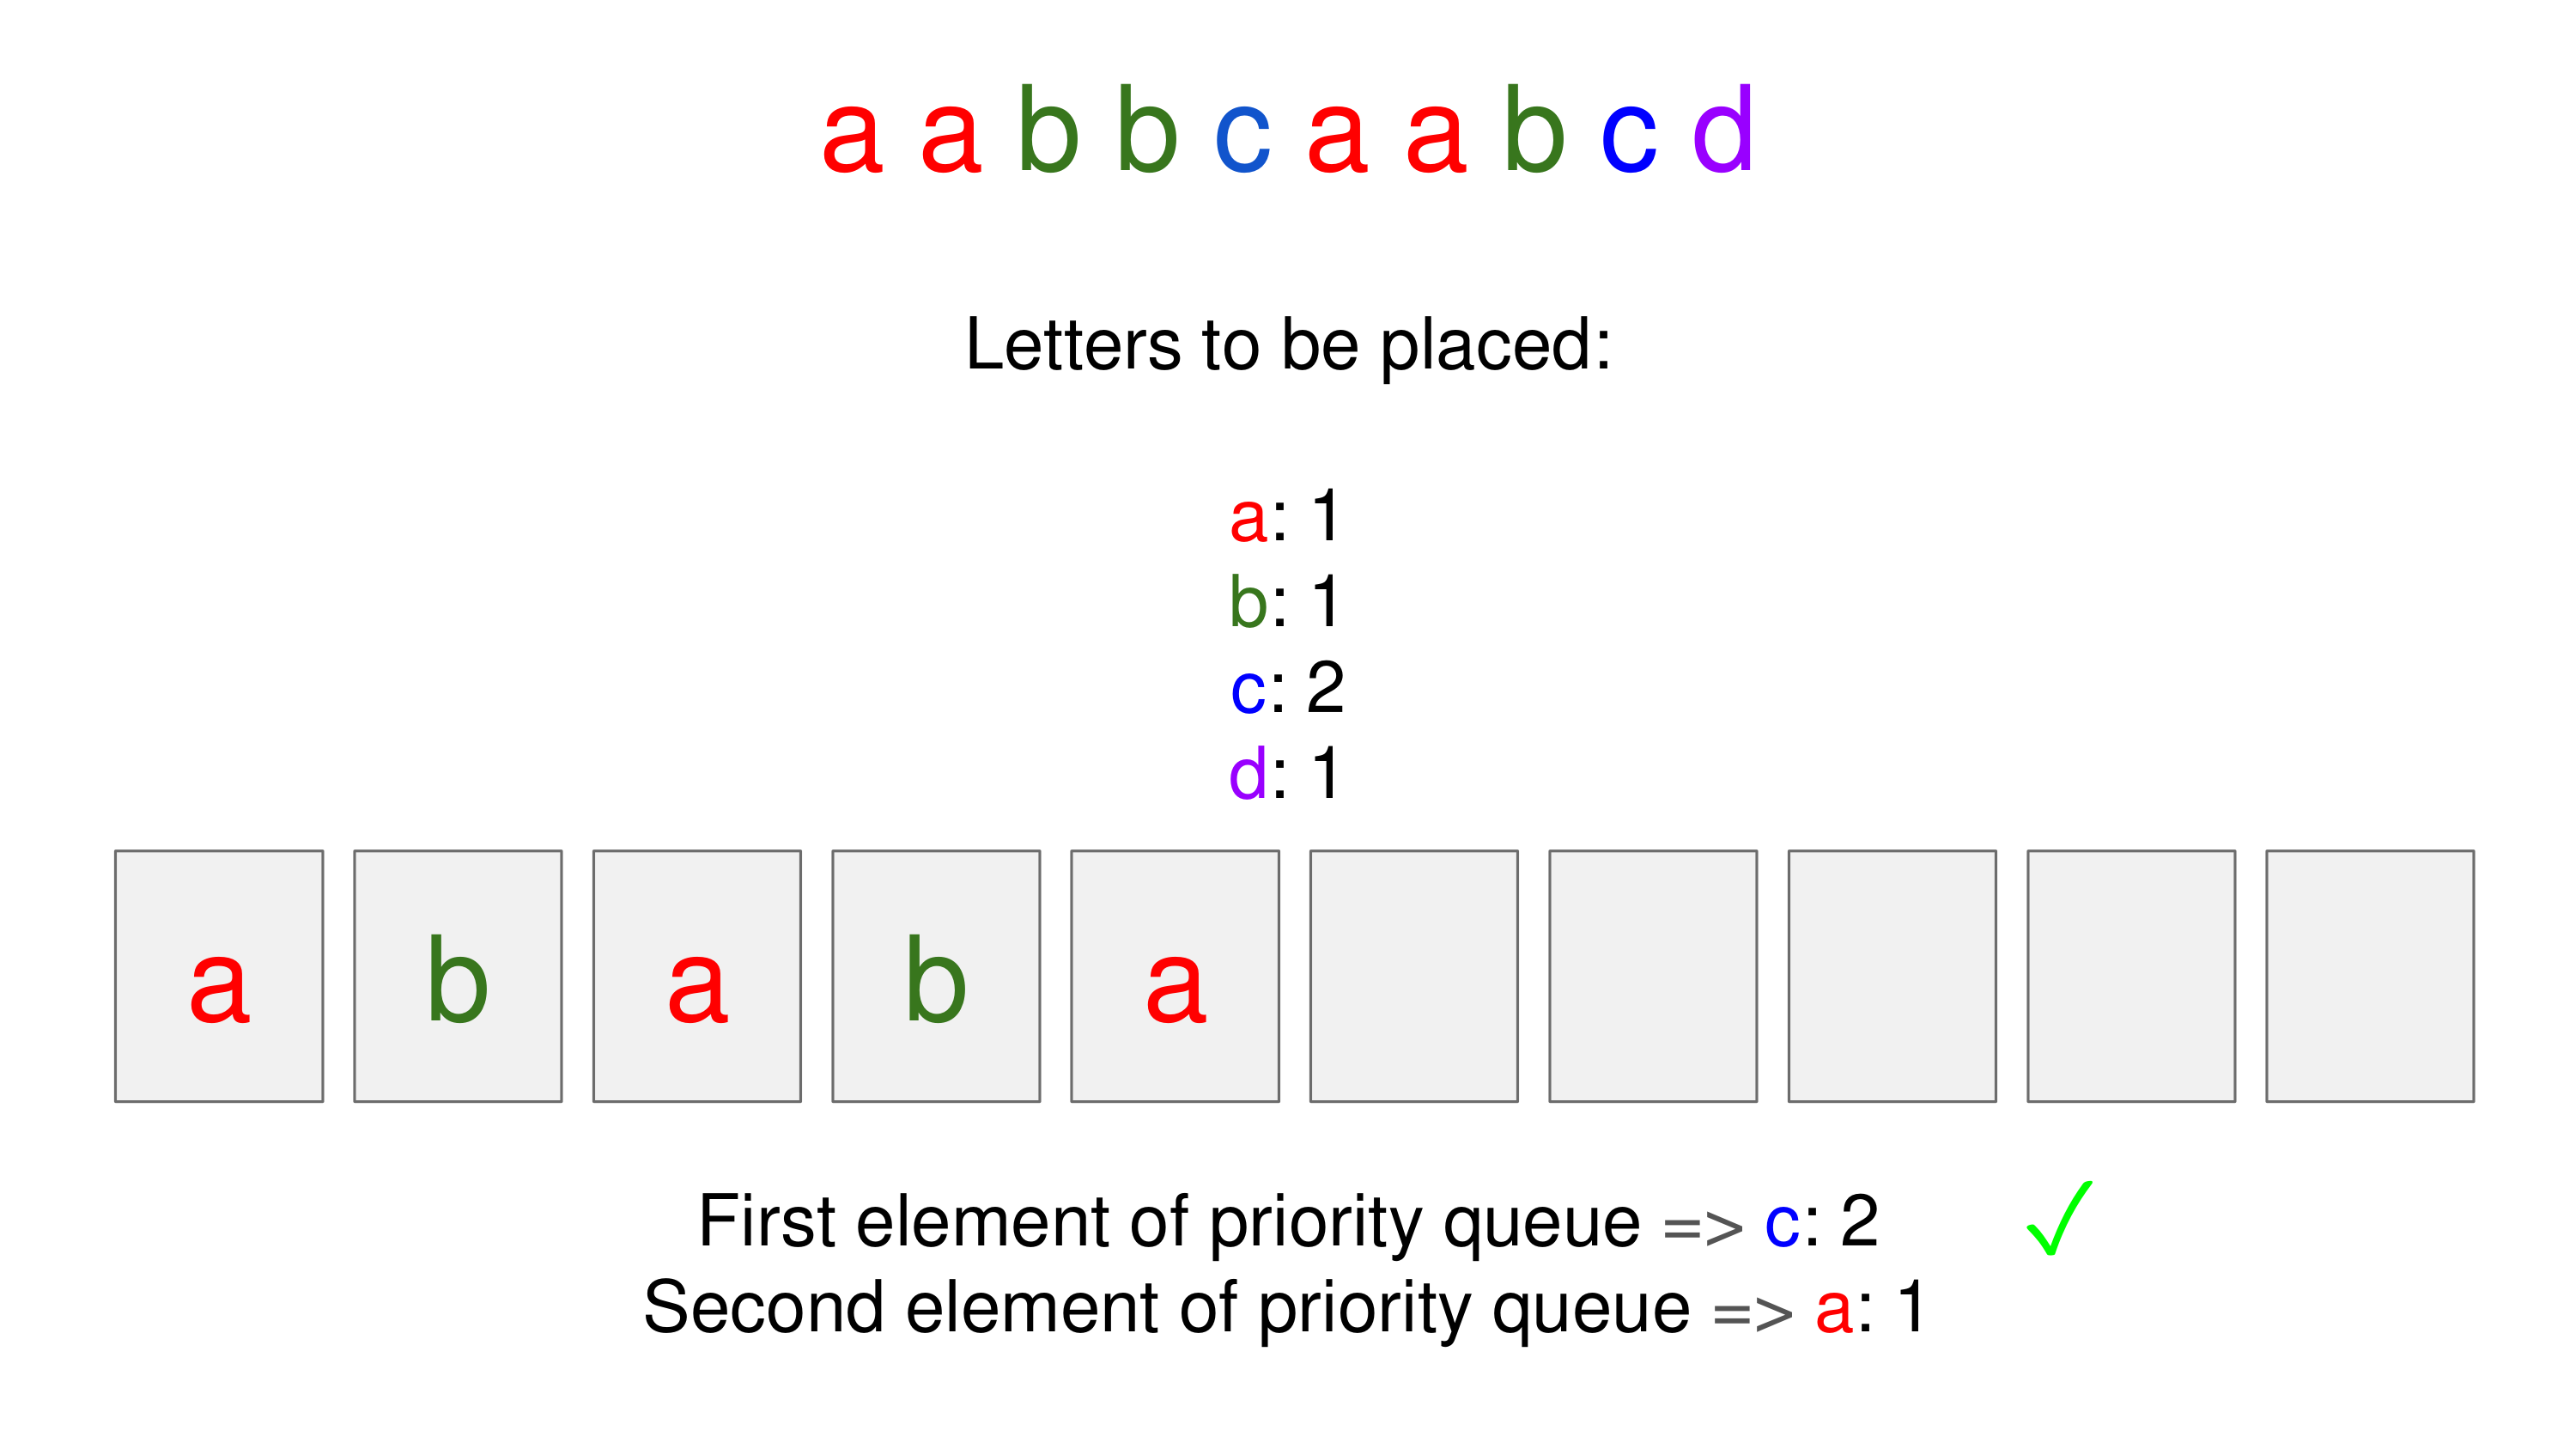 a a b b c a a b c d
Letters to be placed:
a: 1
b: 1
c: 2
d: 1
a b a b a
First element of priority queue => c: 2 ✓
Second element of priority queue => a: 1